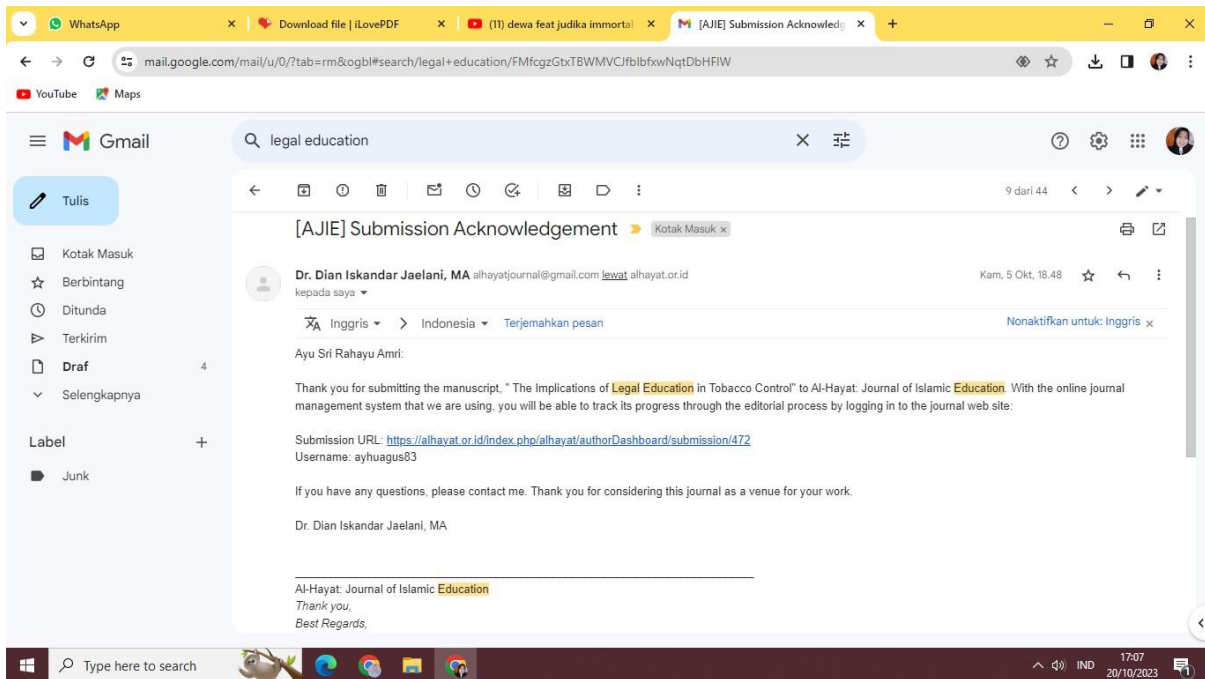 WhatsApp
Download file | iLovePDF
(11) dewa feat judika immortal
[AJIE] Submission Acknowledg
mail.google.com/mail/u/0/?tab=rm&ogbl#search/legal+education/FMfcgzGtxTBWMVCJfbIbfxwNqtDbHFIW
YouTube
Maps
Gmail
legal education
Tulis
9 dari 44
[AJIE] Submission Acknowledgement
Kotak Masuk x
Kotak Masuk
Berbintang
Ditunda
Terkirim
Draf 4
Selengkapnya
Label +
Junk
Dr. Dian Iskandar Jaelani, MA alhayatjournal@gmail.com lewat alhayat.or.id
Kam, 5 Okt, 18.48
kepada saya
Inggris > Indonesia Terjemahkan pesan
Nonaktifkan untuk: Inggris x
Ayu Sri Rahayu Amri:
Thank you for submitting the manuscript, " The Implications of Legal Education in Tobacco Control" to Al-Hayat: Journal of Islamic Education. With the online journal
management system that we are using, you will be able to track its progress through the editorial process by logging in to the journal web site:
Submission URL: https://alhayat.or.id/index.php/alhayat/authorDashboard/submission/472
Username: ayhuagus83
If you have any questions, please contact me. Thank you for considering this journal as a venue for your work.
Dr. Dian Iskandar Jaelani, MA
Al-Hayat: Journal of Islamic Education
Thank you,
Best Regards,
Type here to search
IND
17:07
20/10/2023